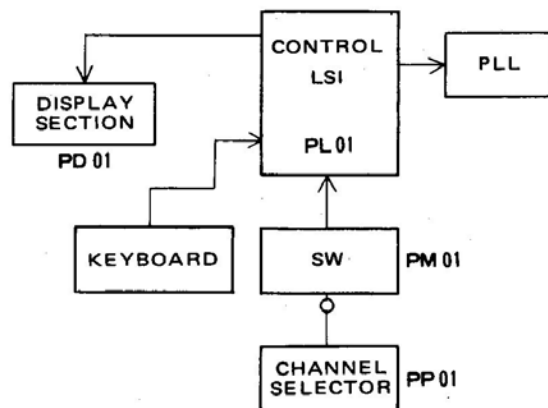 CONTROL
LSI
PL 01
PLL
DISPLAY
SECTION
PD 01
KEYBOARD
SW
PM 01
CHANNEL
SELECTOR
PP 01